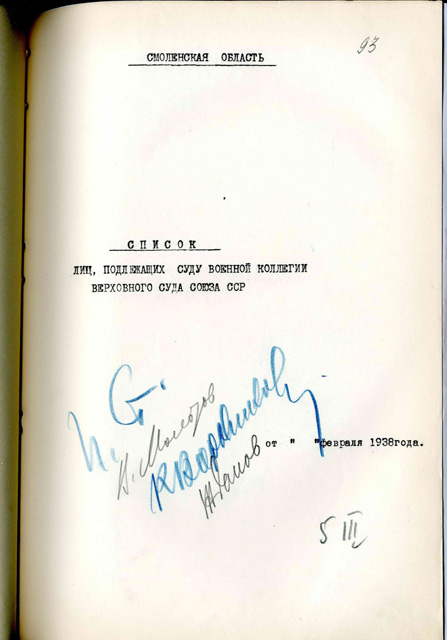 93
СМОЛЕНСКАЯ ОБЛАСТЬ
СПИСОК
ЛИЦ, ПОДЛЕЖАЩИХ СУДУ ВОЕННОЙ КОЛЛЕГИИ
ВЕРХОВНОГО СУДА СОЮЗА ССР
И. Ст.
В. Молотов
К Ворошилов
Жданов
от " " февраля 1938года.
5 III